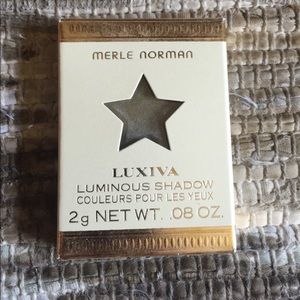 MERLE NORMAN
LUXIVA
LUMINOUS SHADOW
COULEURS POUR LES YEUX
2g NET WT. .08 OZ.